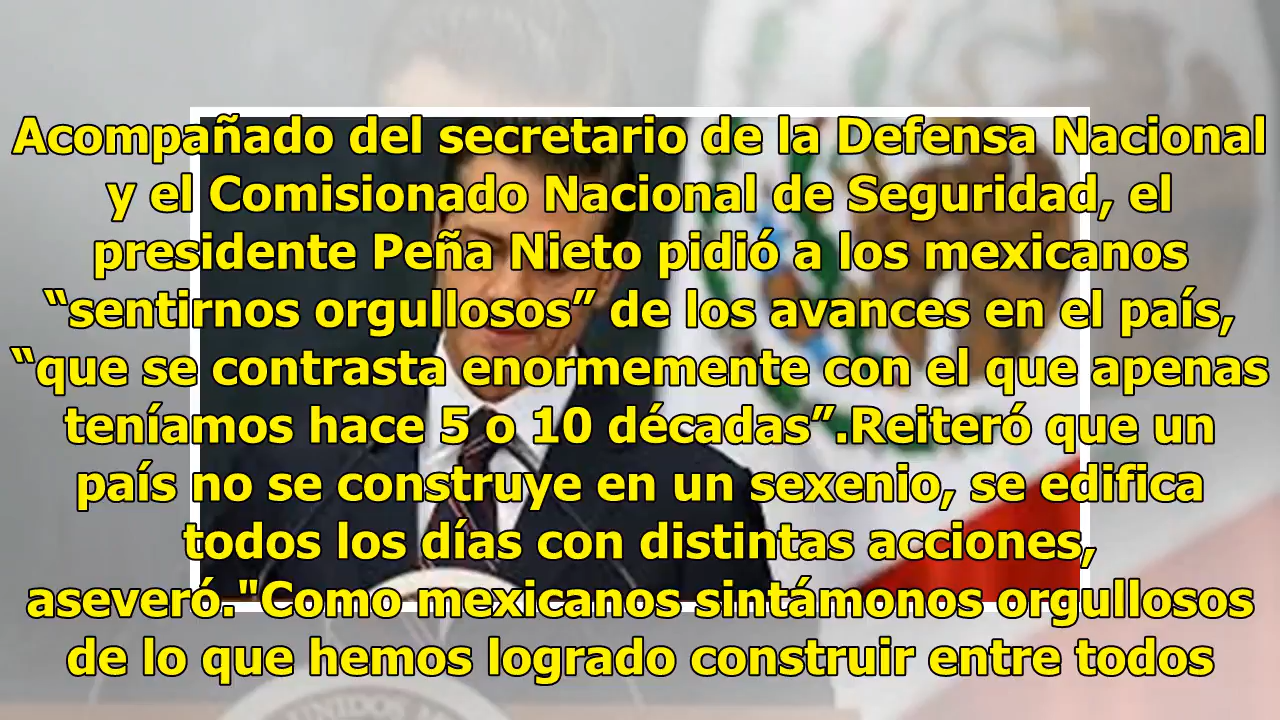 Acompañado del secretario de la Defensa Nacional
y el Comisionado Nacional de Seguridad, el
presidente Peña Nieto pidió a los mexicanos
“sentirnos orgullosos” de los avances en el país,
“que se contrasta enormemente con el que apenas
teníamos hace 5 o 10 décadas”.Reiteró que un
país no se construye en un sexenio, se edifica
todos los días con distintas acciones,
aseveró."Como mexicanos sintámonos orgullosos
de lo que hemos logrado construir entre todos
UNIDOS M